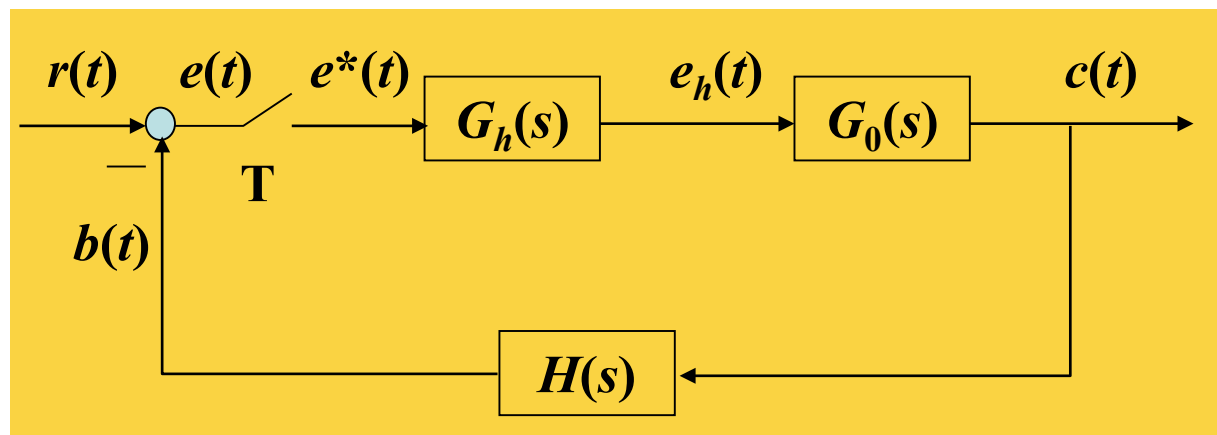 r(t) e(t) e*(t) e_h(t) c(t)
G_h(s) G_0(s)
—
T
b(t)
H(s)